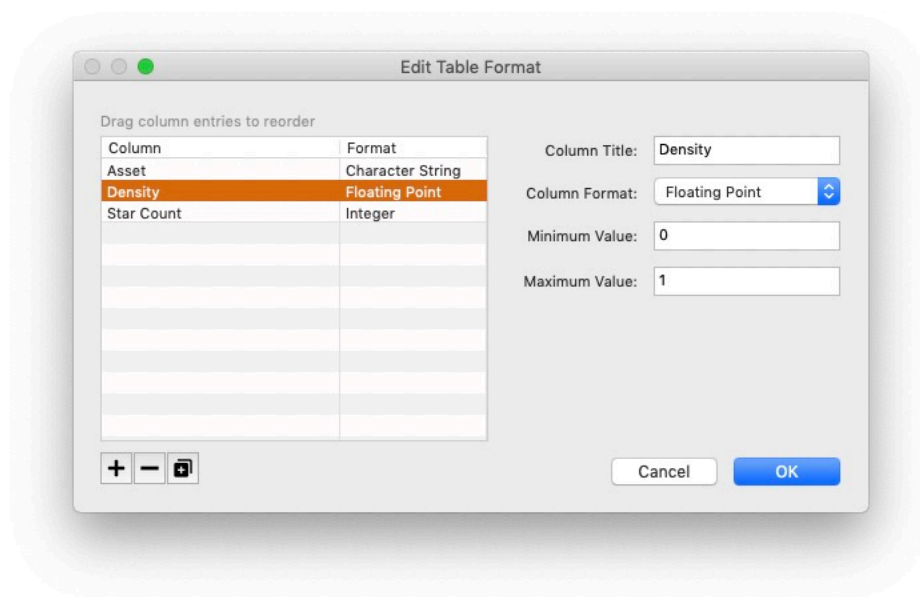 Edit Table Format
Drag column entries to reorder
Column Format
Asset Character String
Density Floating Point
Star Count Integer
Column Title: Density
Column Format: Floating Point
Minimum Value: 0
Maximum Value: 1
Cancel OK